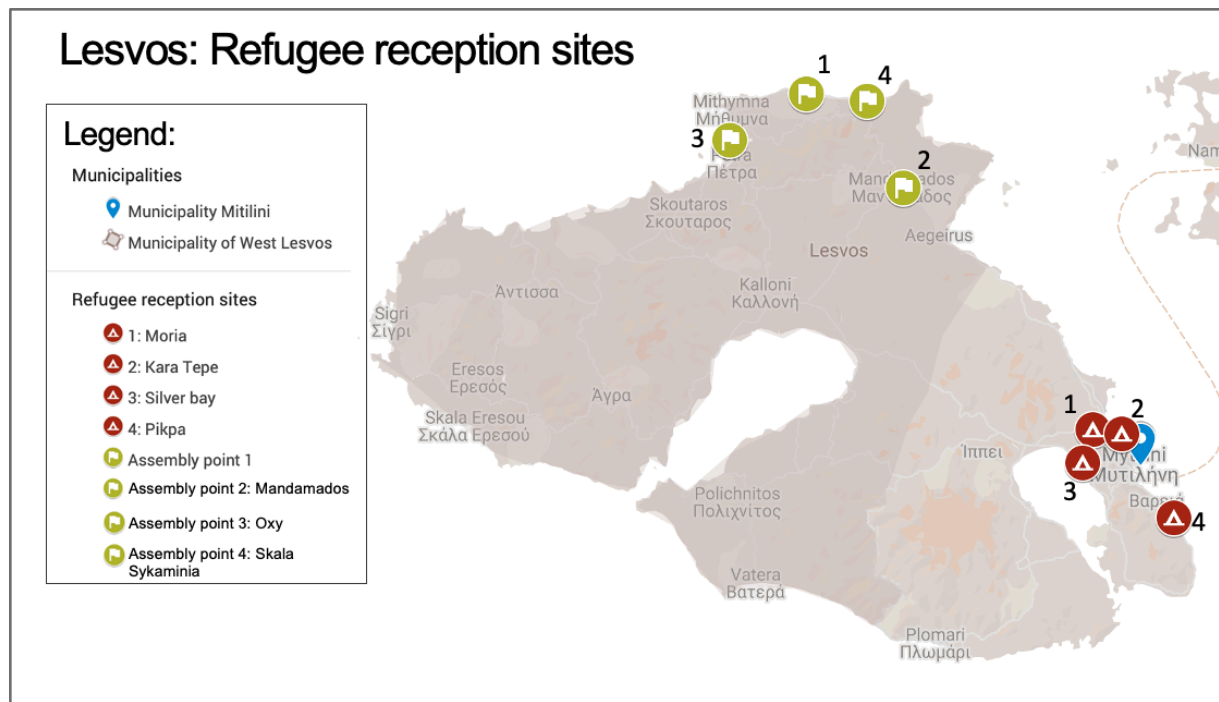 Lesvos: Refugee reception sites
Legend:
Municipalities
Municipality Mitilini
Municipality of West Lesvos
Refugee reception sites
1: Moria
2: Kara Tepe
3: Silver bay
4: Pikpa
Assembly point 1
Assembly point 2: Mandamados
Assembly point 3: Oxy
Assembly point 4: Skala
Sykaminia
1
4
Mithymna
Μήθυμνα
3
Πέτρα
2
Skoutaros
Σκουταρος
Aegeirus
Lesvos
Nam
Kalloni
Καλλονή
Άντισσα
Sigri
Σίγρι
Eresos
Ερεσός
Άγρα
Skala Eresou
Σκάλα Ερεσού
1
2
Ίππει
Μυτιλήνη
3
Polichnitos
Πολιχνίτος
4
Vatera
Βατερά
Plomari
Πλωμάρι